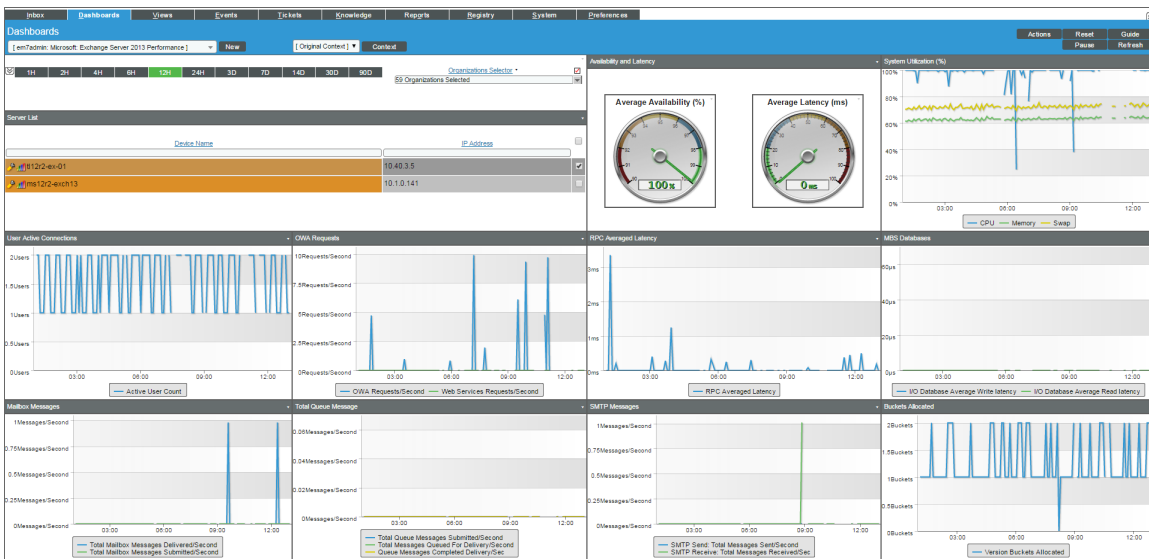 Inbox Dashboards Views Events Tickets Knowledge Reports Registry System Preferences
Dashboards
Actions Reset Guide
[ em7admin: Microsoft: Exchange Server 2013 Performance ] New [ Original Context ] Context
Pause Refresh
1H 2H 4H 6H 12H 24H 3D 7D 14D 30D 90D
Organizations Selector
59 Organizations Selected
Server List
Device Name IP Address
10.40.3.5
ms12r2-exch13 10.1.0.141
Availability and Latency
Average Availability (%)
100 %
Average Latency (ms)
0 ms
System Utilization (%)
100%
80%
60%
40%
20%
0%
03:00 06:00 09:00 12:00
CPU Memory Swap
User Active Connections
2Users
1.5Users
1Users
0.5Users
0Users
03:00 06:00 09:00 12:00
Active User Count
OWA Requests
10Requests/Second
7.5Requests/Second
5Requests/Second
2.5Requests/Second
0Requests/Second
03:00 06:00 09:00 12:00
OWA Requests/Second Web Services Requests/Second
RPC Averaged Latency
3ms
2ms
1ms
0ms
03:00 06:00 09:00 12:00
RPC Averaged Latency
MBS Databases
60µs
40µs
20µs
0µs
03:00 06:00 09:00 12:00
I/O Database Average Write latency I/O Database Average Read latency
Mailbox Messages
1Messages/Second
0.75Messages/Second
0.5Messages/Second
0.25Messages/Second
0Messages/Second
03:00 06:00 09:00 12:00
Total Mailbox Messages Delivered/Second
Total Mailbox Messages Submitted/Second
Total Queue Message
0.06Messages/Second
0.04Messages/Second
0.02Messages/Second
0Messages/Second
03:00 06:00 09:00 12:00
Total Queue Messages Submitted/Second
Total Messages Queued For Delivery/Second
Queue Messages Completed Delivery/Sec
SMTP Messages
1Messages/Second
0.75Messages/Second
0.5Messages/Second
0.25Messages/Second
0Messages/Second
03:00 06:00 09:00 12:00
SMTP Send: Total Messages Sent/Second
SMTP Receive: Total Messages Received/Sec
Buckets Allocated
2Buckets
1.5Buckets
1Buckets
0.5Buckets
0Buckets
03:00 06:00 09:00 12:00
Version Buckets Allocated